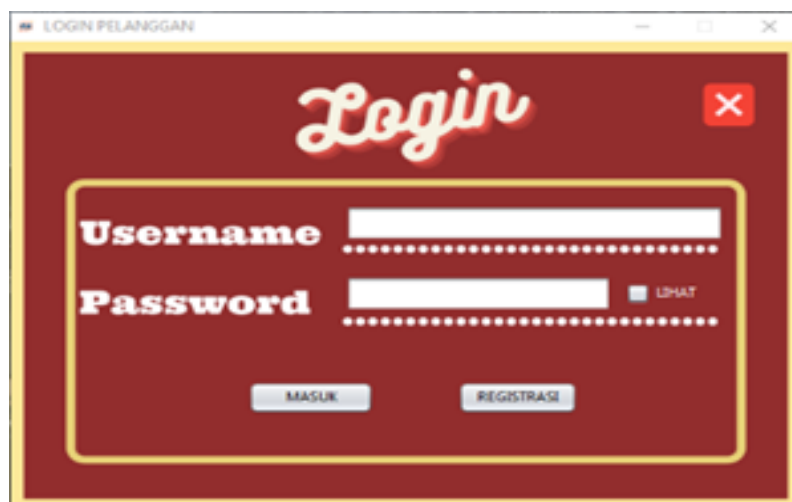 LOGIN PELANGGAN
Login
Username
Password
LIHAT
MASUK
REGISTRASI